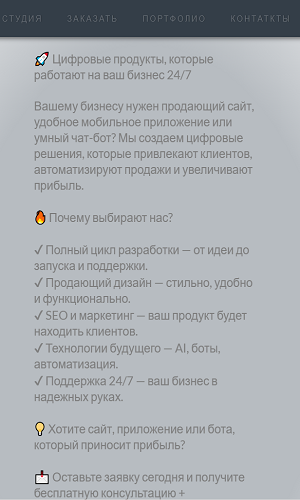 СТУДИЯ ЗАКАЗАТЬ ПОРТФОЛИО КОНТАТКТЫ
🚀 Цифровые продукты, которые
работают на ваш бизнес 24/7
Вашему бизнесу нужен продающий сайт,
удобное мобильное приложение или
умный чат-бот? Мы создаем цифровые
решения, которые привлекают клиентов,
автоматизируют продажи и увеличивают
прибыль.
🔥 Почему выбирают нас?
✓ Полный цикл разработки — от идеи до
запуска и поддержки.
✓ Продающий дизайн — стильно, удобно
и функционально.
✓ SEO и маркетинг — ваш продукт будет
находить клиентов.
✓ Технологии будущего — AI, боты,
автоматизация.
✓ Поддержка 24/7 — ваш бизнес в
надежных руках.
💡 Хотите сайт, приложение или бота,
который приносит прибыль?
📩 Оставьте заявку сегодня и получите
бесплатную консультацию +